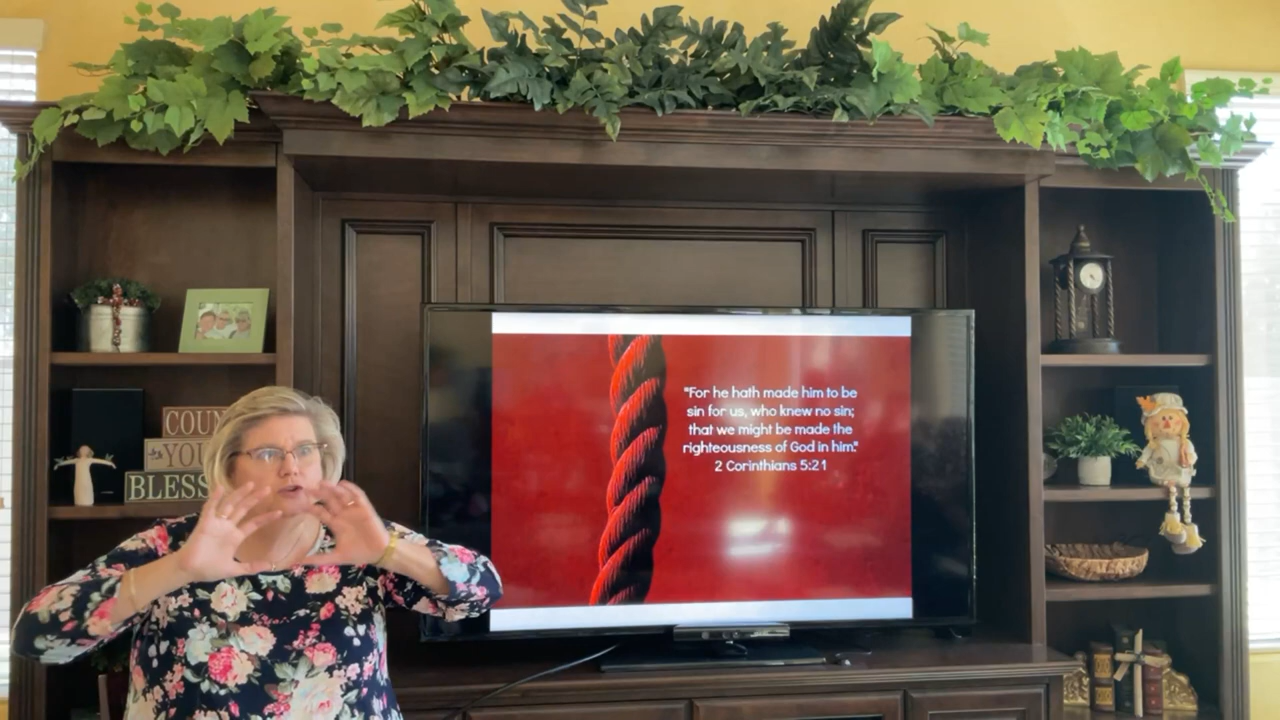 "For he hath made him to be
sin for us, who knew no sin;
that we might be made the
righteousness of God in him."
2 Corinthians 5:21
COUN
YOU
BLESS